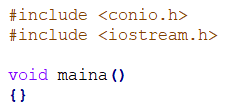 #include <conio.h>
#include <iostream.h>
void maina()
{}